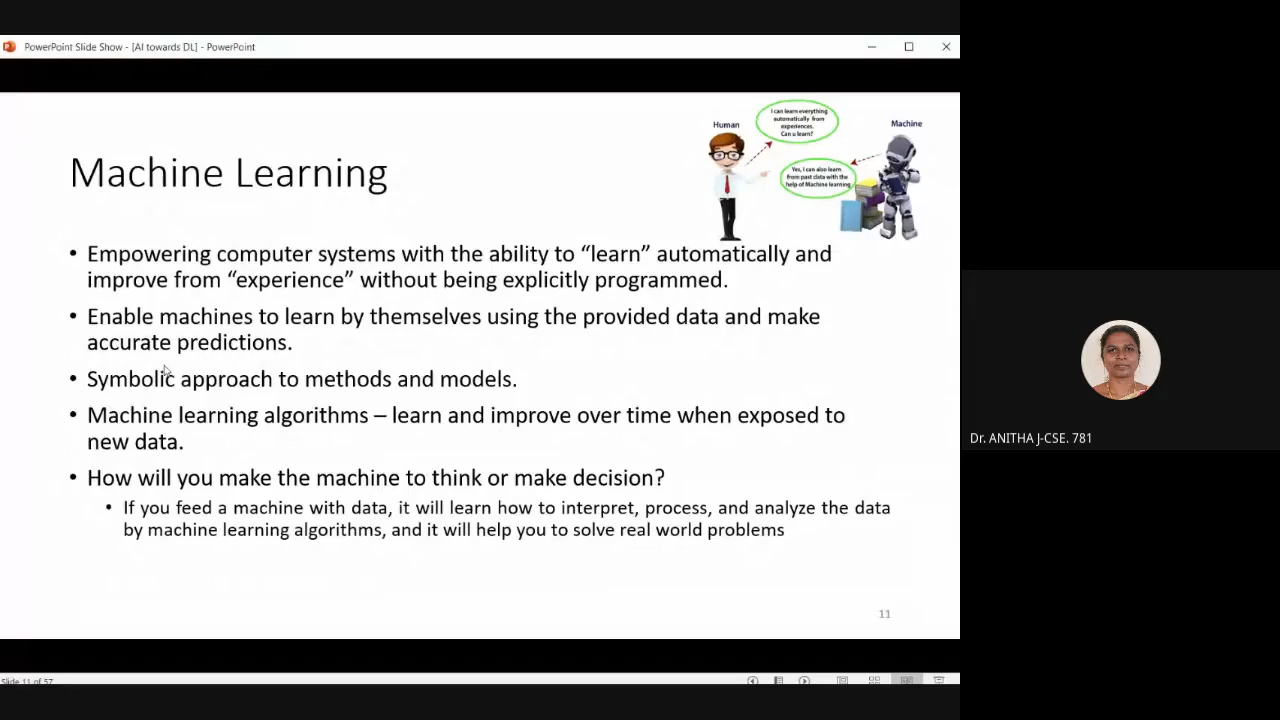 PowerPoint Slide Show - [AI towards DL] - PowerPoint
Human
I can learn everything
automatically from
experiences.
Can u learn?
Machine
Yes, I can also learn
from past data with the
help of Machine learning
Machine Learning
• Empowering computer systems with the ability to “learn” automatically and
improve from “experience” without being explicitly programmed.
• Enable machines to learn by themselves using the provided data and make
accurate predictions.
• Symbolic approach to methods and models.
• Machine learning algorithms – learn and improve over time when exposed to
new data.
• How will you make the machine to think or make decision?
• If you feed a machine with data, it will learn how to interpret, process, and analyze the data
by machine learning algorithms, and it will help you to solve real world problems
11
Slide 11 of 57
Dr. ANITHA J-CSE. 781